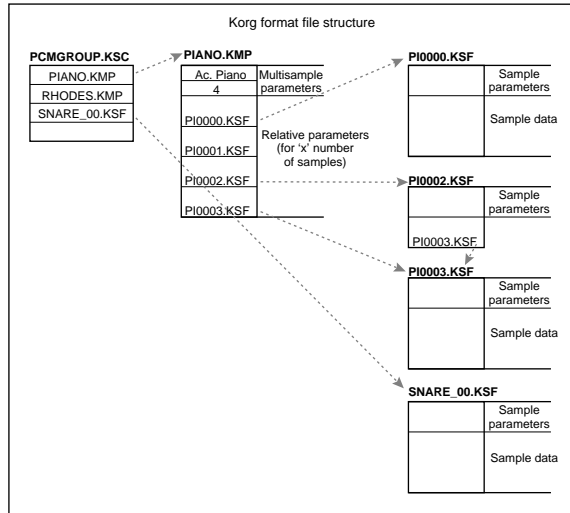 Korg format file structure
PCMGROUP.KSC
PIANO.KMP
RHODES.KMP
SNARE_00.KSF
PIANO.KMP
Ac. Piano
4
Multisample
parameters
PI0000.KSF
PI0001.KSF
PI0002.KSF
PI0003.KSF
Relative parameters
(for ‘x’ number
of samples)
PI0000.KSF
Sample
parameters
Sample data
PI0002.KSF
Sample
parameters
PI0003.KSF
PI0003.KSF
Sample
parameters
Sample data
SNARE_00.KSF
Sample
parameters
Sample data